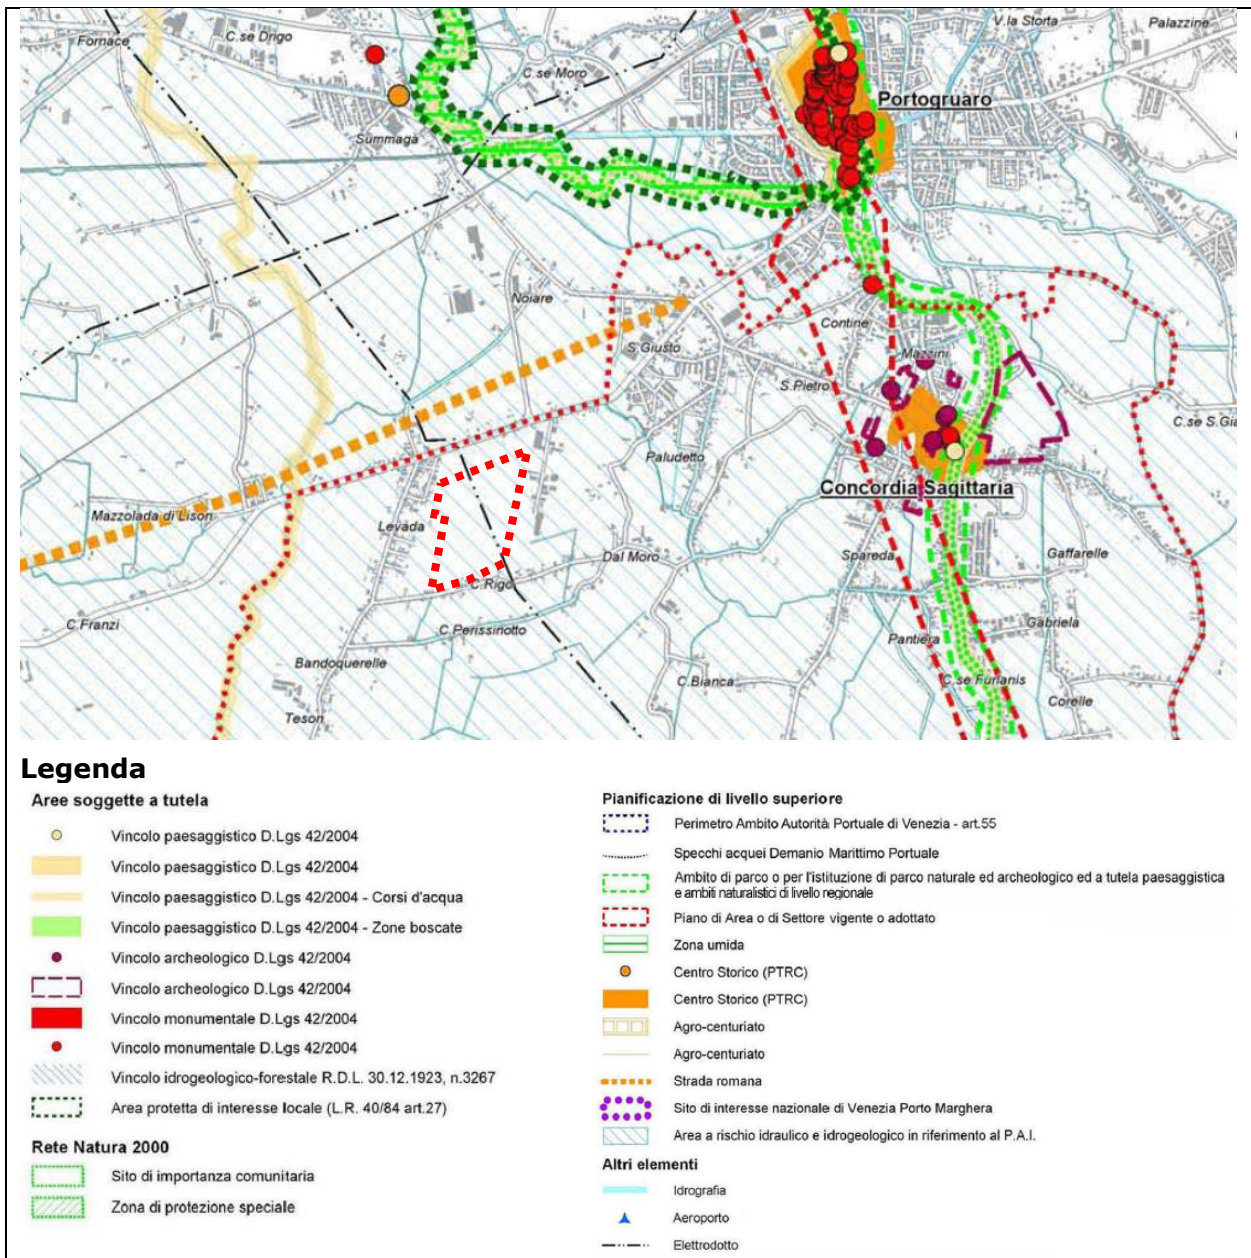 Fornace
C.se Drigo
V.la Storta
Palazzine
C.se Moro
Portogruaro
Summaga
Noiare
Contine
S.Giusto
Mazzini
S.Pietro
C.se S.Gia
Paludetto
Concordia Sagittaria
Mazzolada di Lison
Levada
Dal Moro
Spareda
Gaffarelle
C.Rigo
C.Franzi
C.Perissinotto
Gabriela
Pantiera
Bandoquerelle
C.Bianca
C.se Furlanis
Corelle
Teson
Legenda
Aree soggette a tutela
Vincolo paesaggistico D.Lgs 42/2004
Vincolo paesaggistico D.Lgs 42/2004
Vincolo paesaggistico D.Lgs 42/2004 - Corsi d'acqua
Vincolo paesaggistico D.Lgs 42/2004 - Zone boscate
Vincolo archeologico D.Lgs 42/2004
Vincolo archeologico D.Lgs 42/2004
Vincolo monumentale D.Lgs 42/2004
Vincolo monumentale D.Lgs 42/2004
Vincolo idrogeologico-forestale R.D.L. 30.12.1923, n.3267
Area protetta di interesse locale (L.R. 40/84 art.27)
Rete Natura 2000
Sito di importanza comunitaria
Zona di protezione speciale
Pianificazione di livello superiore
Perimetro Ambito Autorità Portuale di Venezia - art.55
Specchi acquei Demanio Marittimo Portuale
Ambito di parco o per l'istituzione di parco naturale ed archeologico ed a tutela paesaggistica
e ambiti naturalistici di livello regionale
Piano di Area o di Settore vigente o adottato
Zona umida
Centro Storico (PTRC)
Centro Storico (PTRC)
Agro-centuriato
Agro-centuriato
Strada romana
Sito di interesse nazionale di Venezia Porto Marghera
Area a rischio idraulico e idrogeologico in riferimento al P.A.I.
Altri elementi
Idrografia
Aeroporto
Elettrodotto